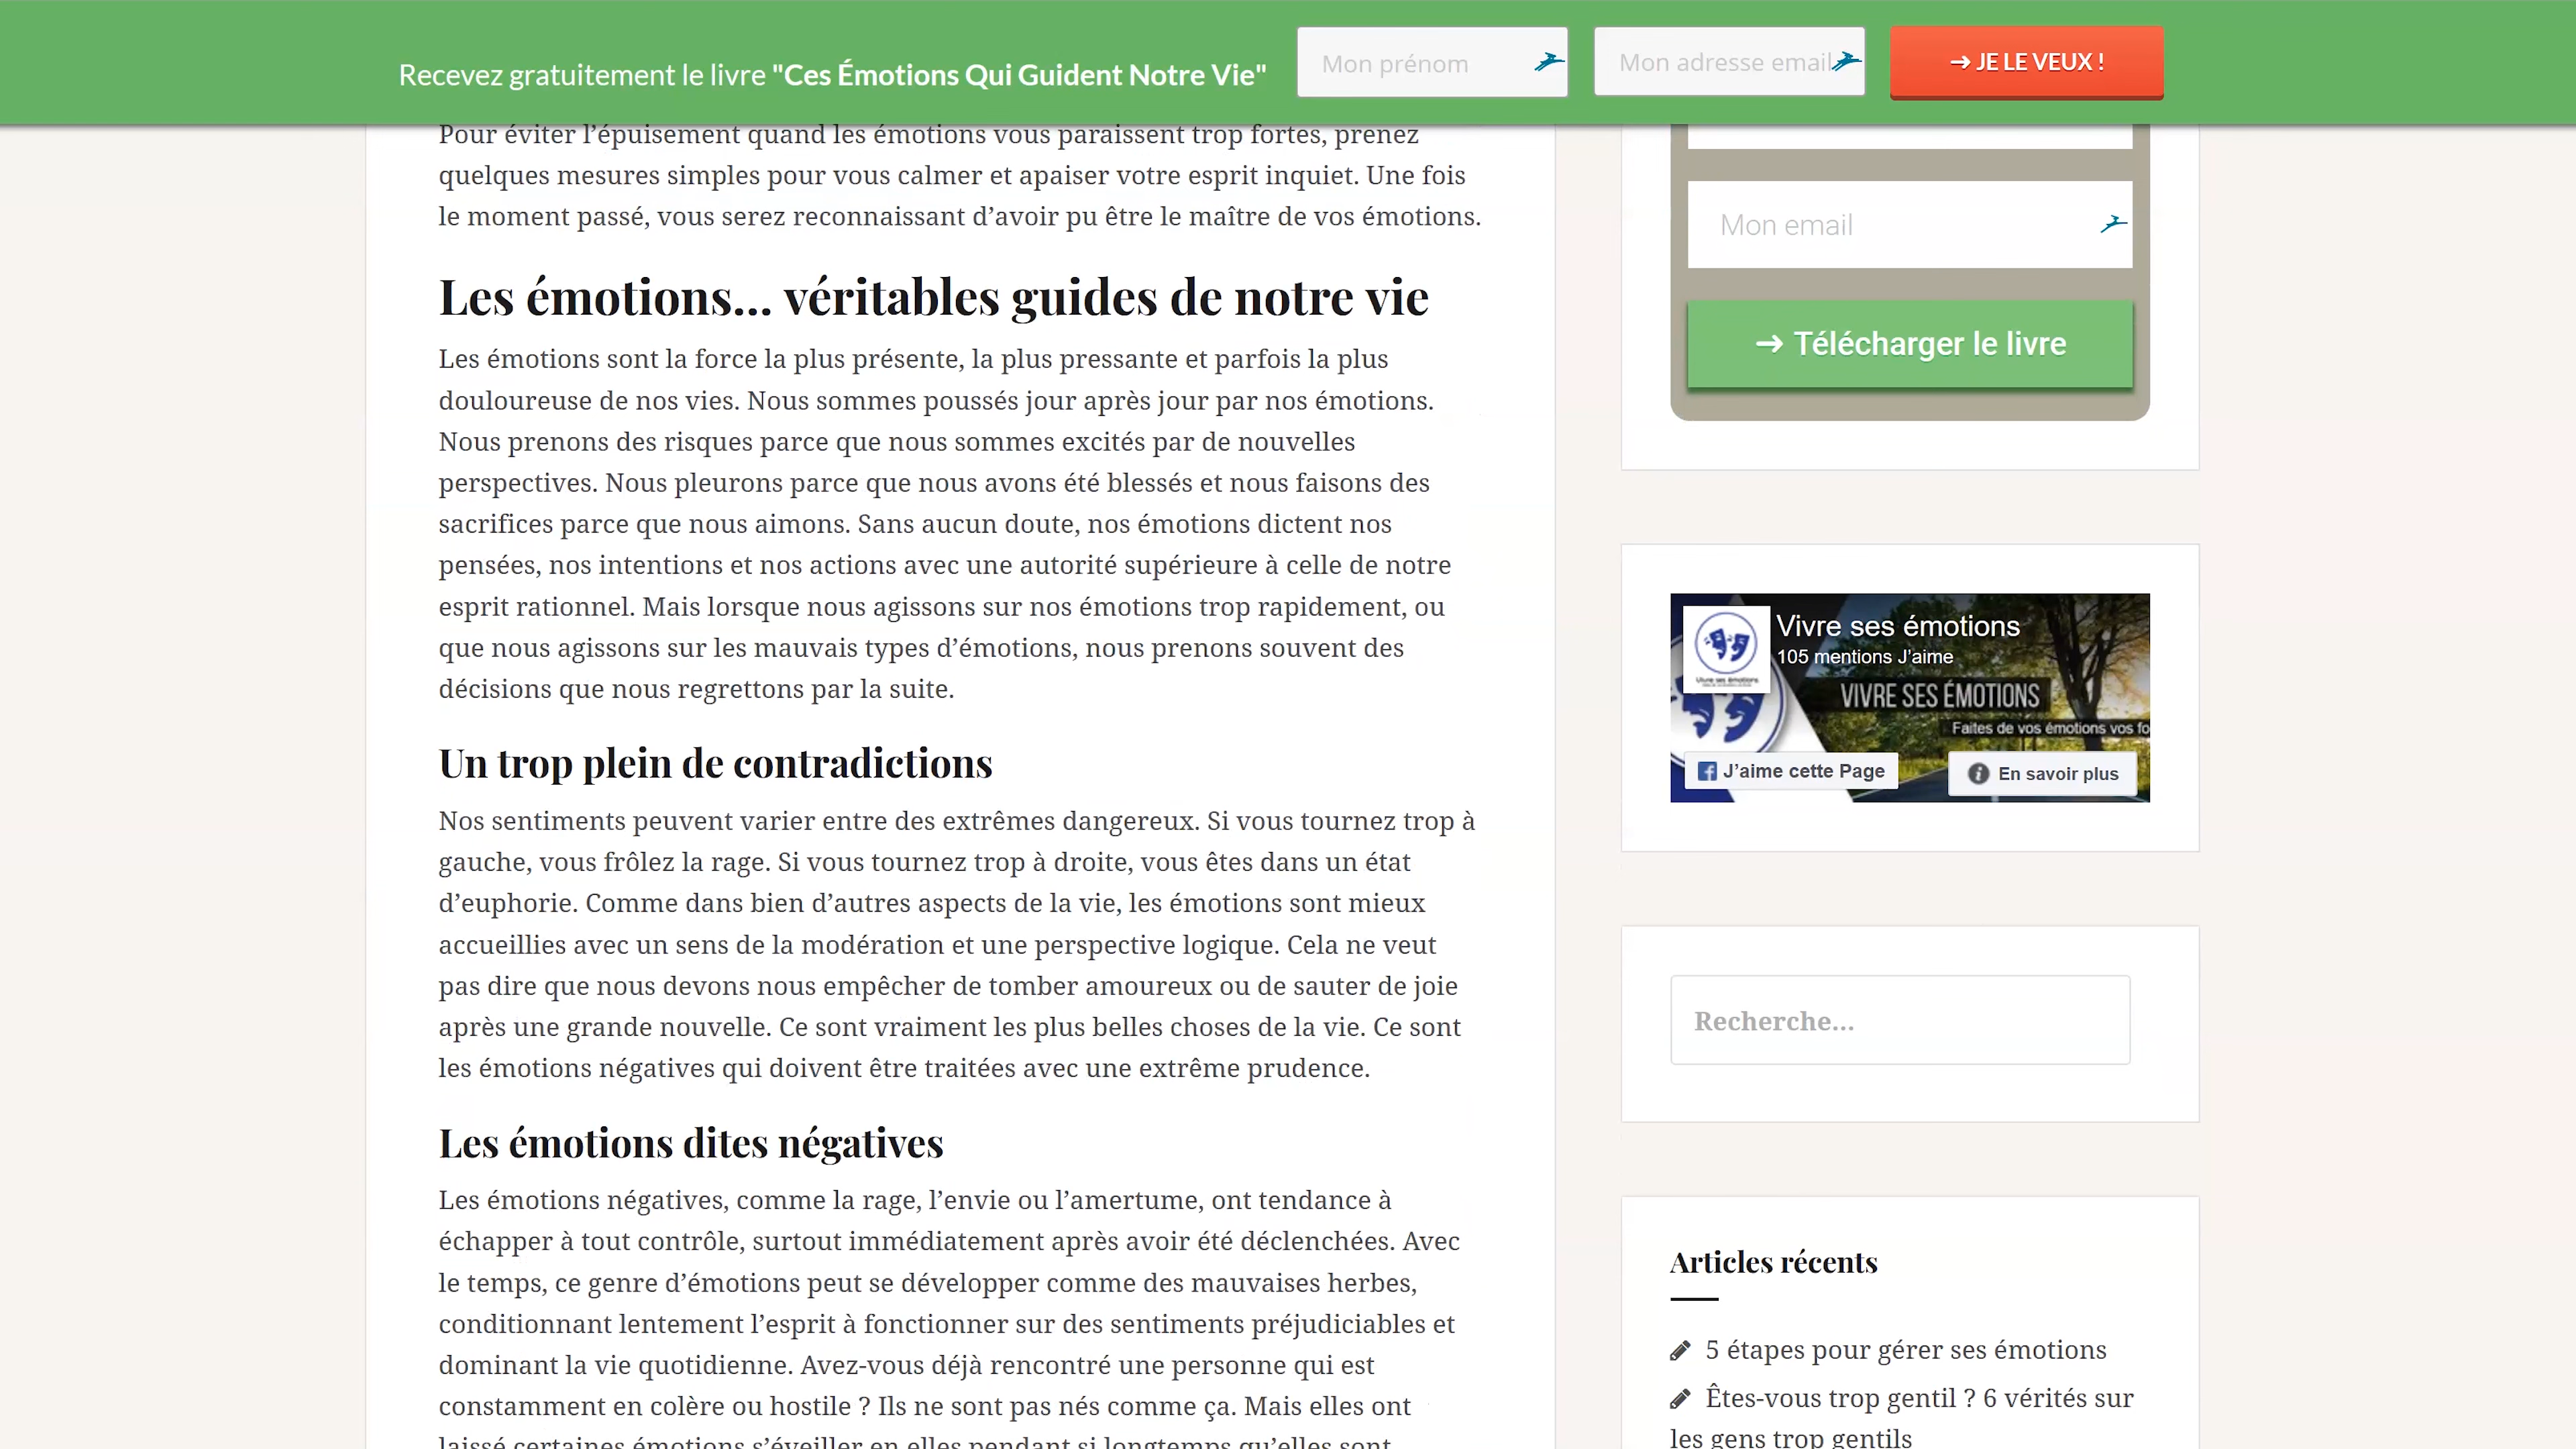 Recevez gratuitement le livre "Ces Émotions Qui Guident Notre Vie"
Mon prénom
Mon adresse email
→ JE LE VEUX !
Pour éviter l’épuisement quand les émotions vous paraissent trop fortes, prenez
quelques mesures simples pour vous calmer et apaiser votre esprit inquiet. Une fois
le moment passé, vous serez reconnaissant d’avoir pu être le maître de vos émotions.
Les émotions… véritables guides de notre vie
Les émotions sont la force la plus présente, la plus pressante et parfois la plus
douloureuse de nos vies. Nous sommes poussés jour après jour par nos émotions.
Nous prenons des risques parce que nous sommes excités par de nouvelles
perspectives. Nous pleurons parce que nous avons été blessés et nous faisons des
sacrifices parce que nous aimons. Sans aucun doute, nos émotions dictent nos
pensées, nos intentions et nos actions avec une autorité supérieure à celle de notre
esprit rationnel. Mais lorsque nous agissons sur nos émotions trop rapidement, ou
que nous agissons sur les mauvais types d’émotions, nous prenons souvent des
décisions que nous regrettons par la suite.
Un trop plein de contradictions
Nos sentiments peuvent varier entre des extrêmes dangereux. Si vous tournez trop à
gauche, vous frôlez la rage. Si vous tournez trop à droite, vous êtes dans un état
d’euphorie. Comme dans bien d’autres aspects de la vie, les émotions sont mieux
accueillies avec un sens de la modération et une perspective logique. Cela ne veut
pas dire que nous devons nous empêcher de tomber amoureux ou de sauter de joie
après une grande nouvelle. Ce sont vraiment les plus belles choses de la vie. Ce sont
les émotions négatives qui doivent être traitées avec une extrême prudence.
Les émotions dites négatives
Les émotions négatives, comme la rage, l’envie ou l’amertume, ont tendance à
échapper à tout contrôle, surtout immédiatement après avoir été déclenchées. Avec
le temps, ce genre d’émotions peut se développer comme des mauvaises herbes,
conditionnant lentement l’esprit à fonctionner sur des sentiments préjudiciables et
dominant la vie quotidienne. Avez-vous déjà rencontré une personne qui est
constamment en colère ou hostile ? Ils ne sont pas nés comme ça. Mais elles ont
laissé certaines émotions s’éveiller en elles pendant si longtemps qu’elles sont
Mon email
→ Télécharger le livre
Vivre ses émotions
105 mentions J’aime
Vivre ses émotions
VIVRE SES ÉMOTIONS
Faites de vos émotions vos fo
J’aime cette Page
En savoir plus
Recherche…
Articles récents
5 étapes pour gérer ses émotions
Êtes-vous trop gentil ? 6 vérités sur
les gens trop gentils